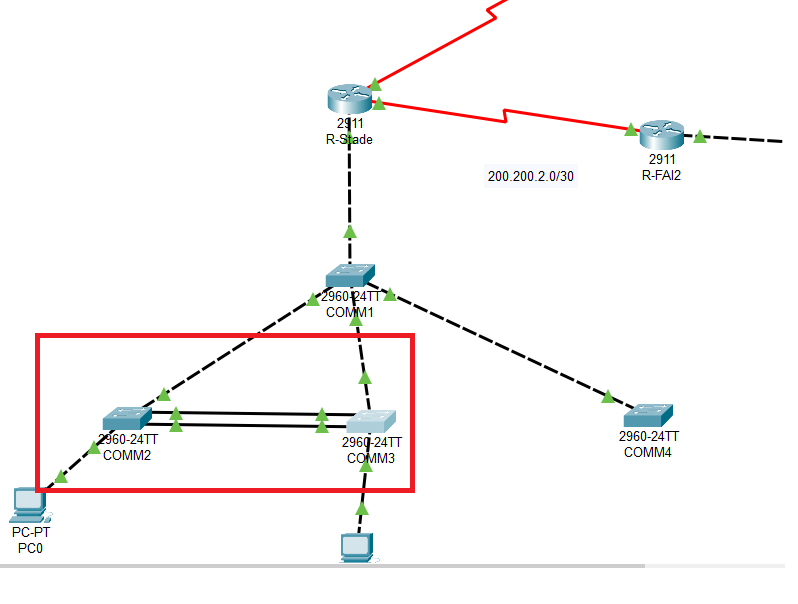 2911
R-Stade
2911
R-FAI2
200.200.2.0/30
2960-24TT
COMM1
2960-24TT
COMM2
2960-24TT
COMM3
2960-24TT
COMM4
PC-PT
PC0